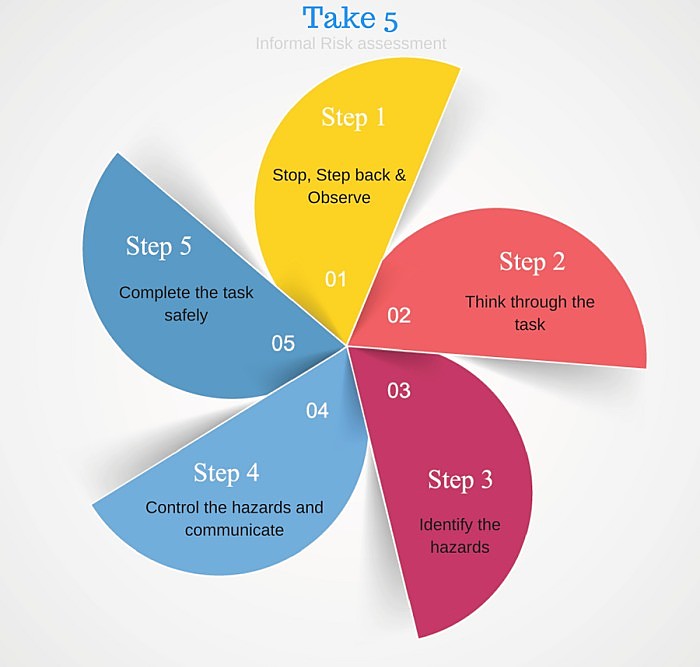 Take 5
Informal Risk assessment
Step 1
Stop, Step back &
Observe
01
Step 2
Think through the
task
02
03
Step 3
Identify the
hazards
04
Step 4
Control the hazards and
communicate
Step 5
Complete the task
safely
05